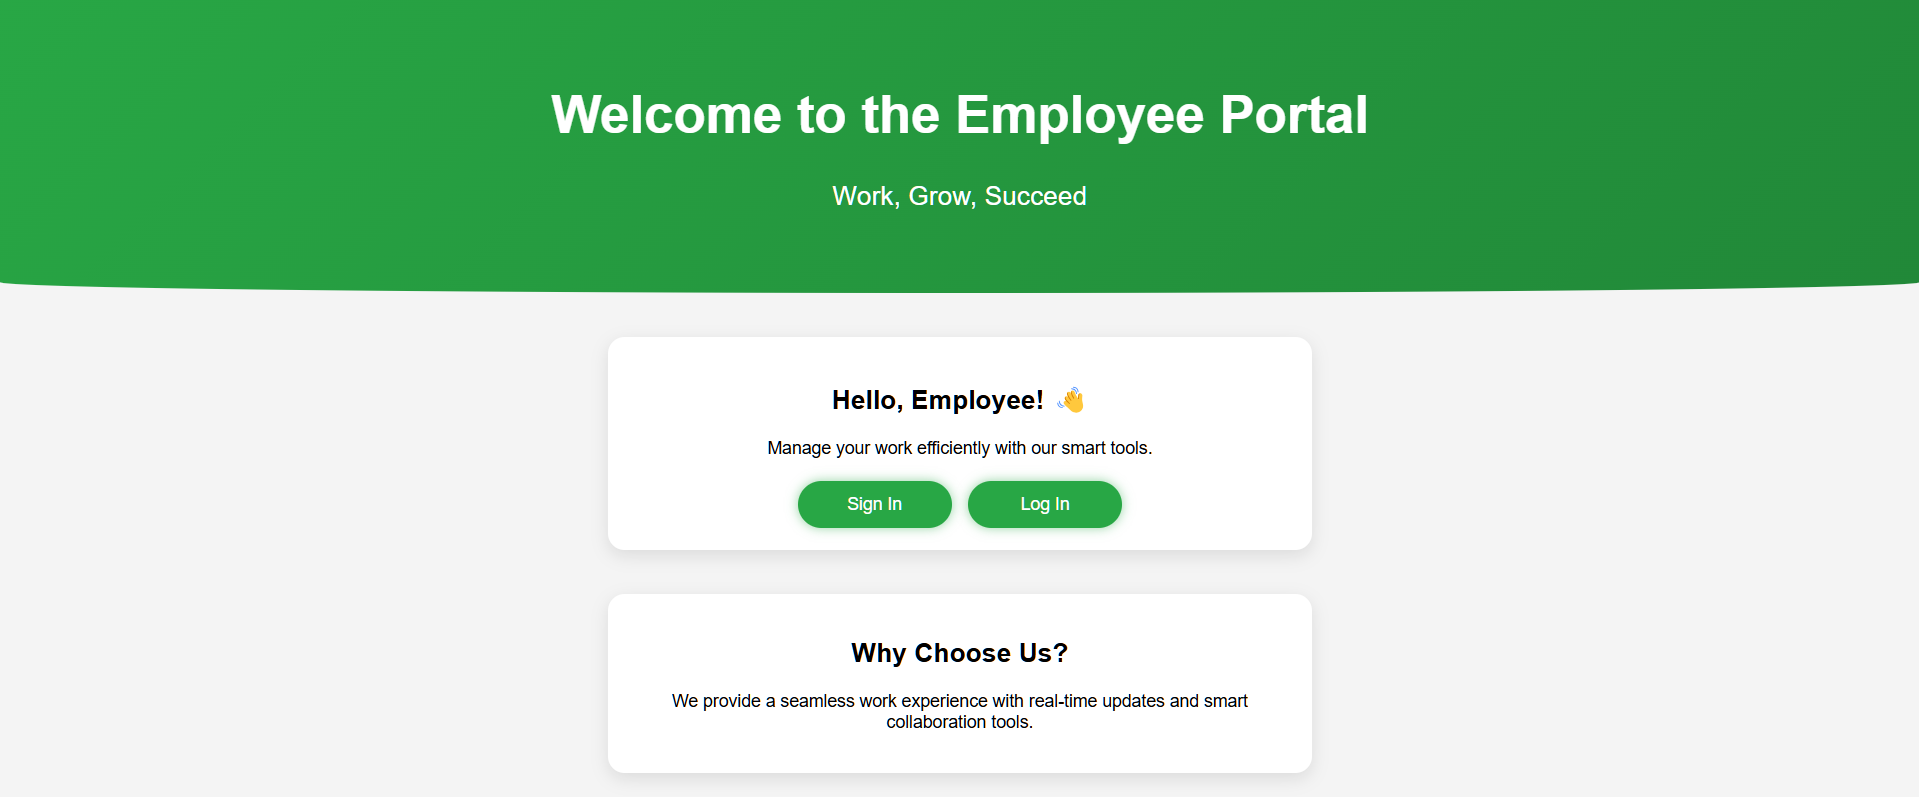 Welcome to the Employee Portal
Work, Grow, Succeed
Hello, Employee! 👋
Manage your work efficiently with our smart tools.
Sign In
Log In
Why Choose Us?
We provide a seamless work experience with real-time updates and smart
collaboration tools.